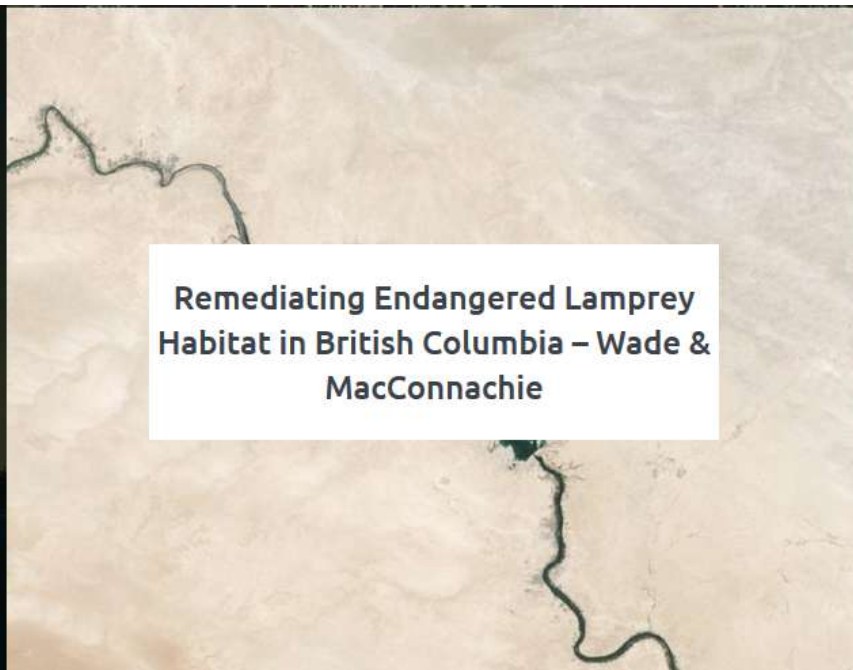 Remediating Endangered Lamprey
Habitat in British Columbia – Wade &
MacConnachie